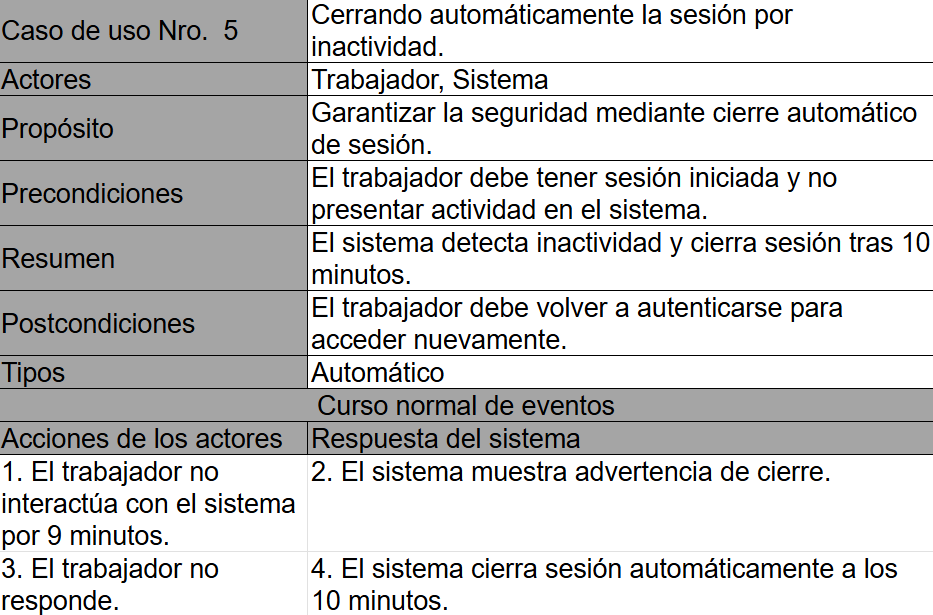 Caso de uso Nro.  5
Cerrando automáticamente la sesión por
inactividad.
Actores
Trabajador, Sistema
Propósito
Garantizar la seguridad mediante cierre automático
de sesión.
Precondiciones
El trabajador debe tener sesión iniciada y no
presentar actividad en el sistema.
Resumen
El sistema detecta inactividad y cierra sesión tras 10
minutos.
Postcondiciones
El trabajador debe volver a autenticarse para
acceder nuevamente.
Tipos
Automático
Curso normal de eventos
Acciones de los actores
Respuesta del sistema
1. El trabajador no
interactúa con el sistema
por 9 minutos.
2. El sistema muestra advertencia de cierre.
3. El trabajador no
responde.
4. El sistema cierra sesión automáticamente a los
10 minutos.